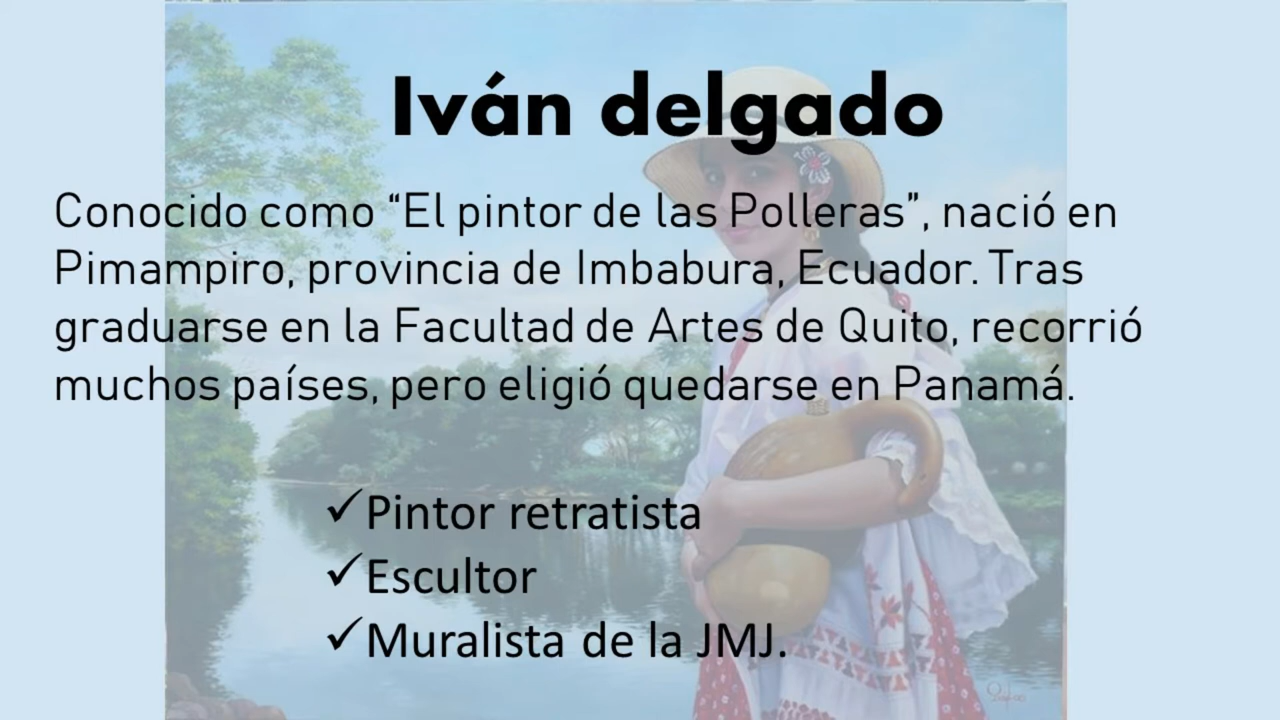 Iván delgado
Conocido como “El pintor de las Polleras”, nació en
Pimampiro, provincia de Imbabura, Ecuador. Tras
graduarse en la Facultad de Artes de Quito, recorrió
muchos países, pero eligió quedarse en Panamá.
✓Pintor retratista
✓Escultor
✓Muralista de la JMJ.